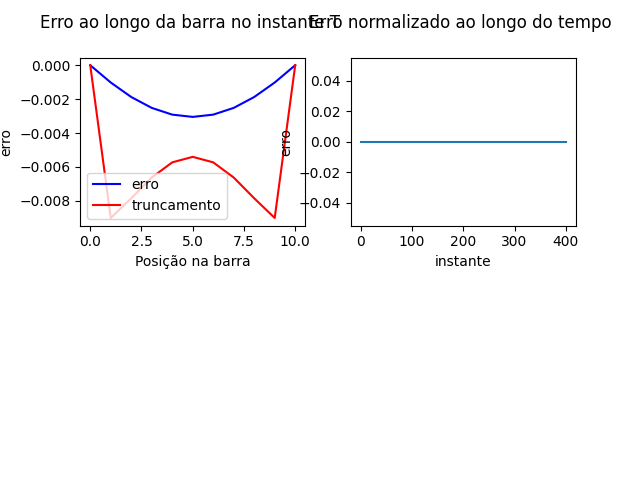 Erro ao longo da barra no instante T
Erro normalizado ao longo do tempo
erro
0.000
−0.002
−0.004
−0.006
−0.008
erro
truncamento
0.0
2.5
5.0
7.5
10.0
Posição na barra
erro
0.04
0.02
0.00
−0.02
−0.04
0
100
200
300
400
instante